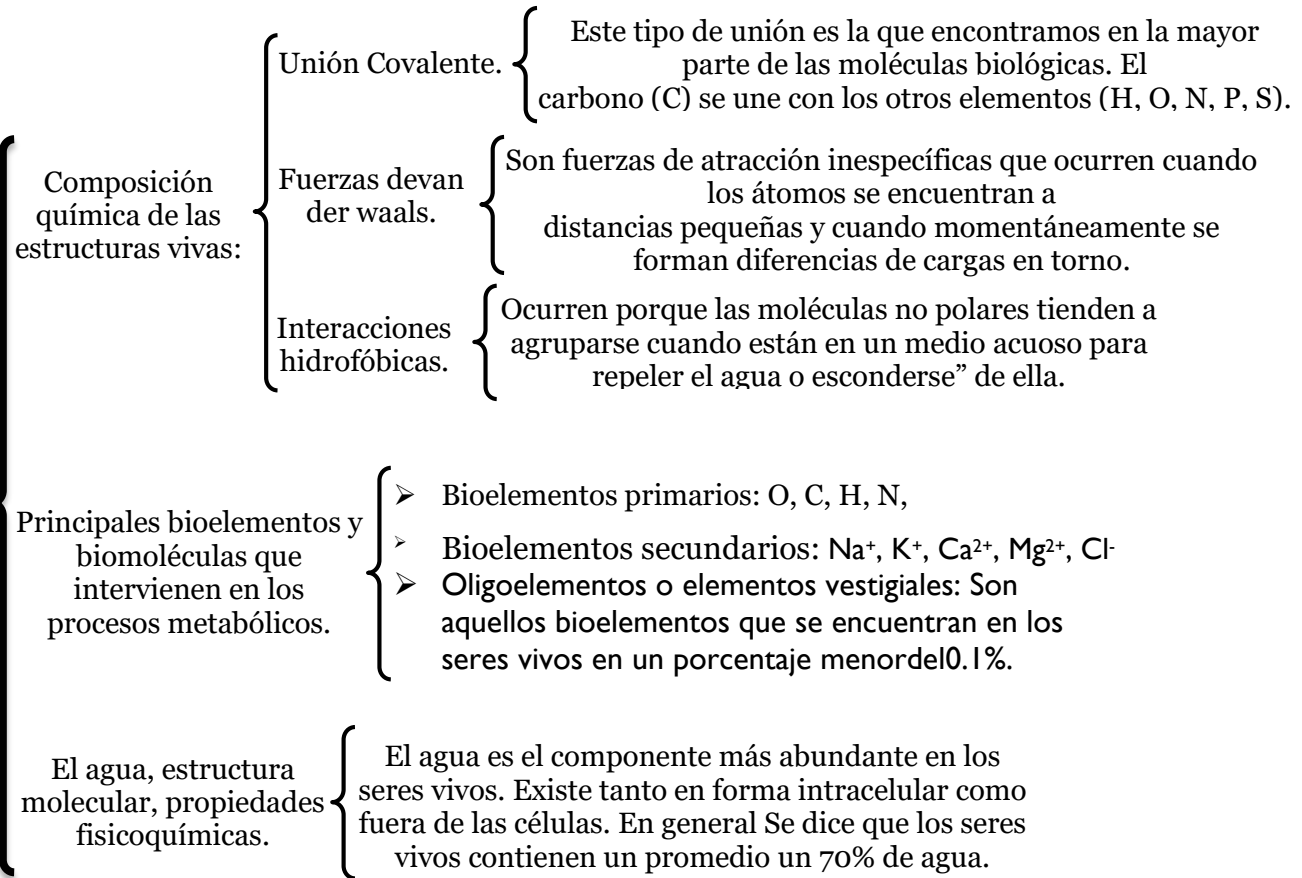 Unión Covalente.
Este tipo de unión es la que encontramos en la mayor
parte de las moléculas biológicas. El
carbono (C) se une con los otros elementos (H, O, N, P, S).
Composición
química de las
estructuras vivas:
Fuerzas devan
der waals.
Son fuerzas de atracción inespecíficas que ocurren cuando
los átomos se encuentran a
distancias pequeñas y cuando momentáneamente se
forman diferencias de cargas en torno.
Interacciones
hidrofóbicas.
Ocurren porque las moléculas no polares tienden a
agruparse cuando están en un medio acuoso para
repeler el agua o esconderse” de ella.
Principales bioelementos y
biomoléculas que
intervienen en los
procesos metabólicos.
➢ Bioelementos primarios: O, C, H, N,
➢ Bioelementos secundarios: Na⁺, K⁺, Ca²⁺, Mg²⁺, Cl⁻
➢ Oligoelementos o elementos vestigiales: Son
aquellos bioelementos que se encuentran en los
seres vivos en un porcentaje menordel0.1%.
El agua, estructura
molecular, propiedades
fisicoquímicas.
El agua es el componente más abundante en los
seres vivos. Existe tanto en forma intracelular como
fuera de las células. En general Se dice que los seres
vivos contienen un promedio un 70% de agua.